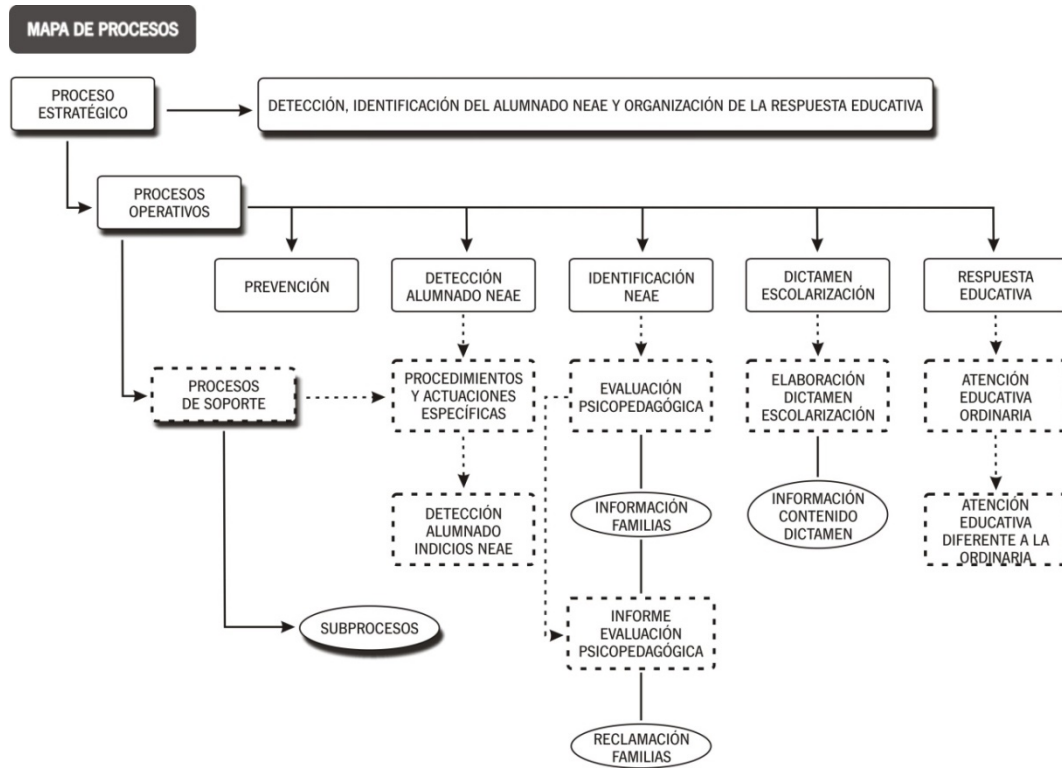 MAPA DE PROCESOS
PROCESO
ESTRATÉGICO
DETECCIÓN, IDENTIFICACIÓN DEL ALUMNADO NEAE Y ORGANIZACIÓN DE LA RESPUESTA EDUCATIVA
PROCESOS
OPERATIVOS
PREVENCIÓN
DETECCIÓN
ALUMNADO NEAE
IDENTIFICACIÓN
NEAE
DICTAMEN
ESCOLARIZACIÓN
RESPUESTA
EDUCATIVA
PROCESOS
DE SOPORTE
PROCEDIMIENTOS
Y ACTUACIONES
ESPECÍFICAS
EVALUACIÓN
PSICOPEDAGÓGICA
ELABORACIÓN
DICTAMEN
ESCOLARIZACIÓN
ATENCIÓN
EDUCATIVA
ORDINARIA
DETECCIÓN
ALUMNADO
INDICIOS NEAE
INFORMACIÓN
FAMILIAS
INFORMACIÓN
CONTENIDO
DICTAMEN
ATENCIÓN
EDUCATIVA
DIFERENTE A LA
ORDINARIA
SUBPROCESOS
INFORME
EVALUACIÓN
PSICOPEDAGÓGICA
RECLAMACIÓN
FAMILIAS